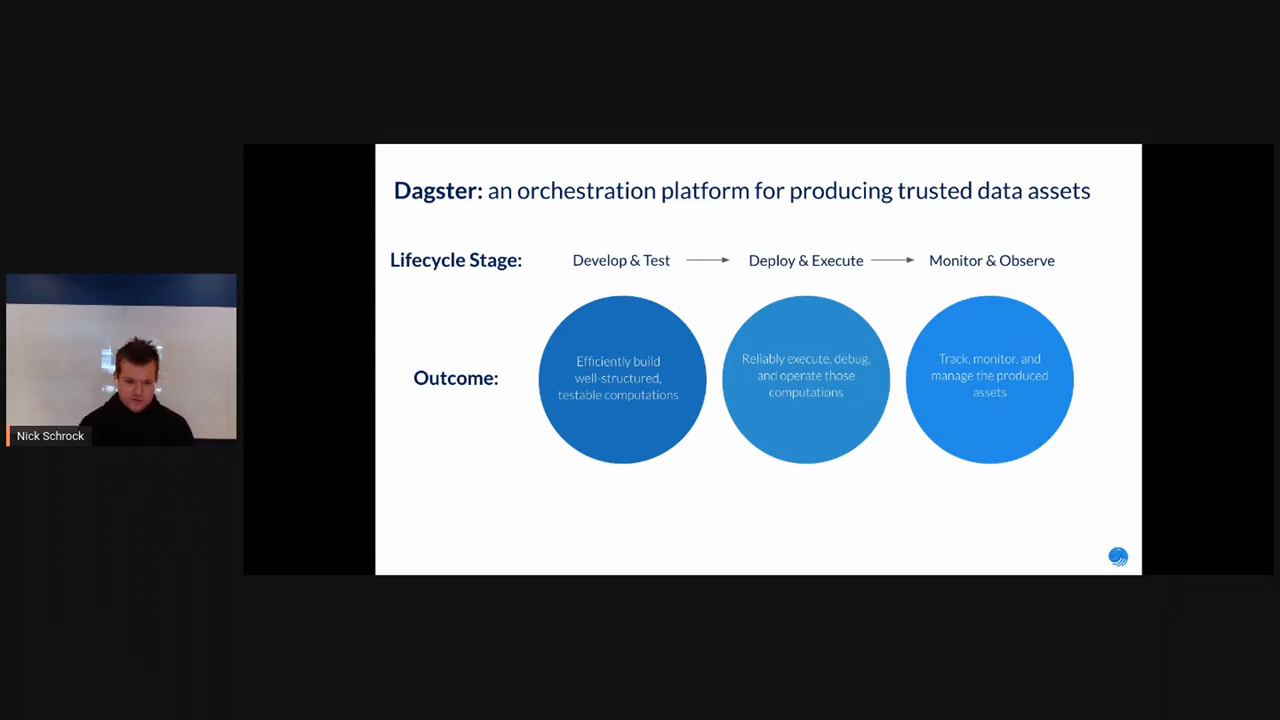 Dagster: an orchestration platform for producing trusted data assets
Lifecycle Stage:
Develop & Test
Deploy & Execute
Monitor & Observe
Outcome:
Efficiently build
well-structured,
testable computations
Reliably execute, debug,
and operate those
computations
Track, monitor, and
manage the produced
assets
Nick Schrock